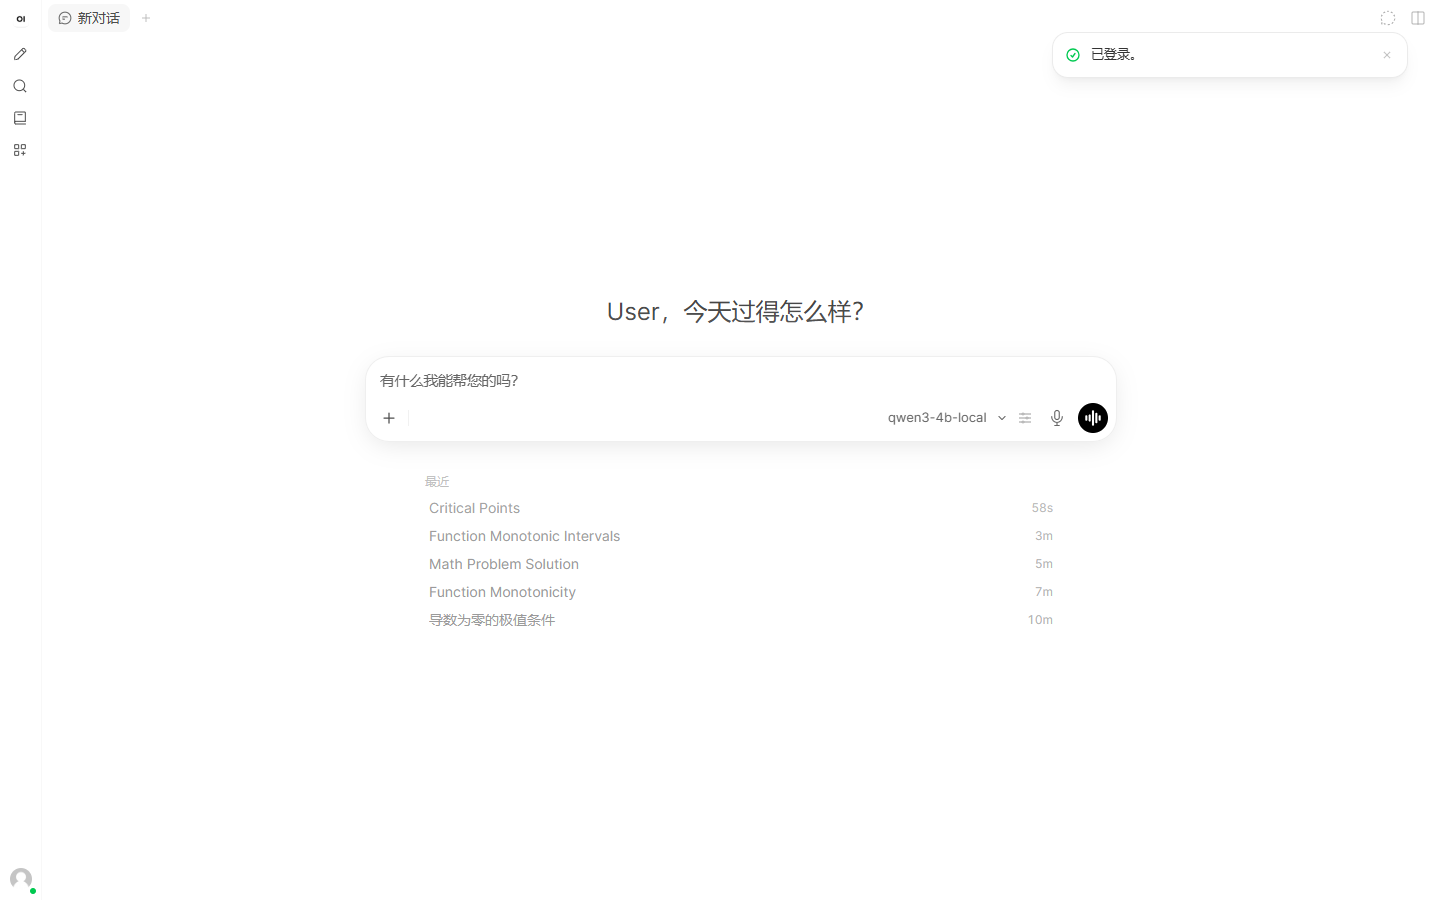 OI
新对话
已登录。
User，今天过得怎么样？
有什么我能帮您的吗？
qwen3-4b-local
最近
Critical Points 58s
Function Monotonic Intervals 3m
Math Problem Solution 5m
Function Monotonicity 7m
导数为零的极值条件 10m